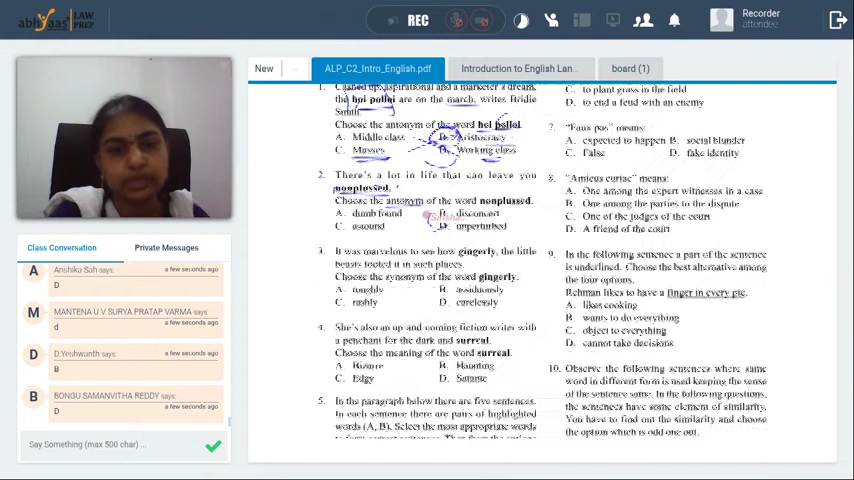 abhyaas LAW PREP
REC
Recorder
attendee
New
ALP_C2_Intro_English.pdf
Introduction to English Lan...
board (1)
1. up, aspirational and a marketer's dream,
the hoi polloi are on the march, writes Bridie
Smith.
Choose the antonym of the word hoi polloi
A. Middle class B. Aristocracy
C. Masses D. Working class
2. There's a lot in life that can leave you
nonplussed.
Choose the antonym of the word nonplussed.
A. dumb found B. disconcert
C. astound D. unperturbed
3. It was marvelous to see how gingerly, the little
beasts footed it in such places.
Choose the synonym of the word gingerly.
A. roughly B. assiduously
C. rashly D. carelessly
4. She's also an up and coming fiction writer with
a penchant for the dark and surreal.
Choose the meaning of the word surreal.
A. Bizarre B. Haunting
C. Edgy D. Satanic
5. In the paragraph below there are five sentences.
In each sentence there are pairs of highlighted
words (A, B). Select the most appropriate words
to form correct sentences. Then from the options
C. to plant grass in the field
D. to end a feud with an enemy
7. "Faux pas" means:
A. expected to happen B. social blunder
C. False D. fake identity
8. "Amicus curiae" means:
A. One among the expert witnesses in a case
B. One among the parties to the dispute
C. One of the judges of the court
D. A friend of the court
9. In the following sentence a part of the sentence
is underlined. Choose the best alternative among
the four options.
Rehman likes to have a finger in every pie.
A. likes cooking
B. wants to do everything
C. object to everything
D. cannot take decisions
10. Observe the following sentences where same
word in different form is used keeping the sense
of the sentence same. In the following questions,
the sentences have some element of similarity.
You have to find out the similarity and choose
the option which is odd one out.
Class Conversation
Private Messages
A
Anshika Sah says:
a few seconds ago
D
M
MANTENA U V SURYA PRATAP VARMA says:
a few seconds ago
d
D
D.Yeshwanth says:
a few seconds ago
B
B
BONGU SAMANVITHA REDDY says:
a few seconds ago
D
Say Something (max 500 char) ...